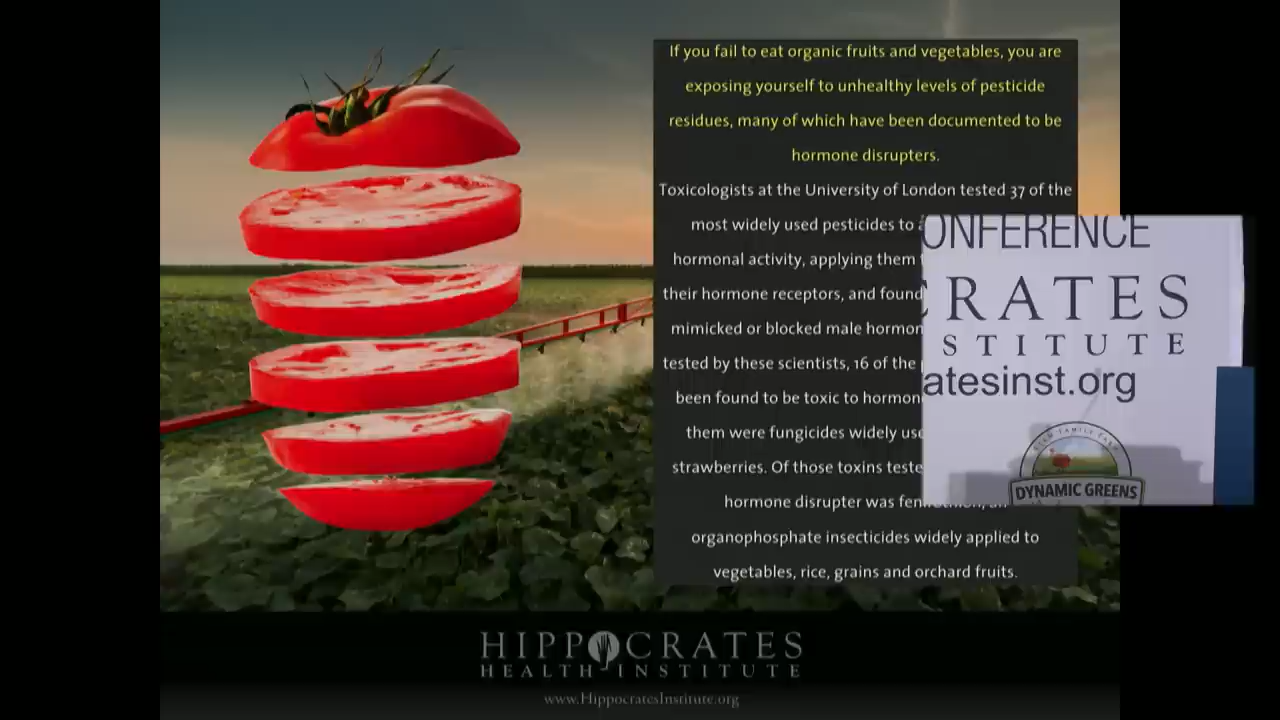 If you fail to eat organic fruits and vegetables, you are
exposing yourself to unhealthy levels of pesticide
residues, many of which have been documented to be
hormone disrupters.
Toxicologists at the University of London tested 37 of the
most widely used pesticides to
hormonal activity, applying them
their hormone receptors, and found
mimicked or blocked male hormon
tested by these scientists, 16 of the
been found to be toxic to hormon
them were fungicides widely use
strawberries. Of those toxins teste
hormone disrupter was
organophosphate insecticides widely applied to
vegetables, rice, grains and orchard fruits.
ONFERENCE
RATES
STITUTE
atesinst.org
DYNAMIC GREENS
HIPPOCRATES
HEALTH INSTITUTE
www.HippocratesInstitute.org